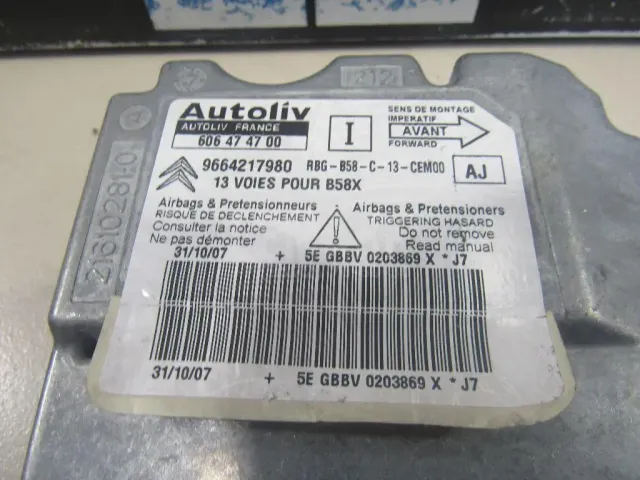 212
Autoliv
AUTOLIV FRANCE
606 47 47 00
I
SENS DE MONTAGE
IMPERATIF
AVANT
FORWARD
9664217980 RBG-B58-C-13-CEM00 AJ
13 VOIES POUR B58X
Airbags & Pretensionneurs
RISQUE DE DECLENCHEMENT
Consulter la notice
Ne pas démonter
Airbags & Pretensioners
TRIGGERING HASARD
Do not remove
Read manual
31/10/07 + 5E GBBV 0203869 X * J7
31/10/07 + 5E GBBV 0203869 X * J7